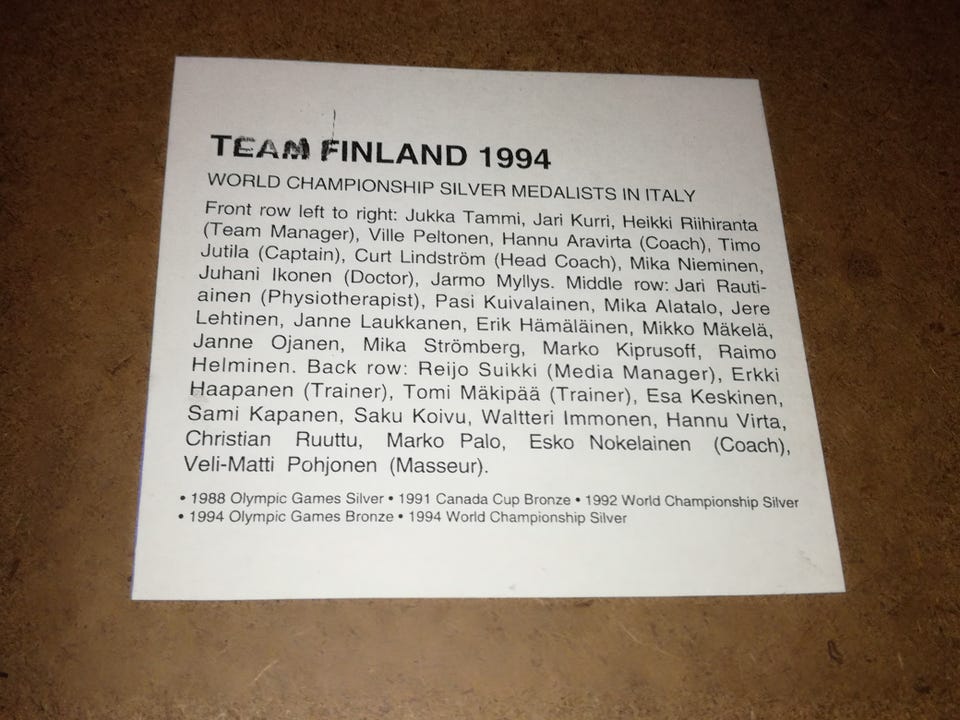 TEAM FINLAND 1994
WORLD CHAMPIONSHIP SILVER MEDALISTS IN ITALY
Front row left to right: Jukka Tammi, Jari Kurri, Heikki Riihiranta
(Team Manager), Ville Peltonen, Hannu Aravirta (Coach), Timo
Jutila (Captain), Curt Lindström (Head Coach), Mika Nieminen,
Juhani Ikonen (Doctor), Jarmo Myllys. Middle row: Jari Rauti-
ainen (Physiotherapist), Pasi Kuivalainen, Mika Alatalo, Jere
Lehtinen, Janne Laukkanen, Erik Hämäläinen, Mikko Mäkelä,
Janne Ojanen, Mika Strömberg, Marko Kiprusoff, Raimo
Helminen. Back row: Reijo Suikki (Media Manager), Erkki
Haapanen (Trainer), Tomi Mäkipää (Trainer), Esa Keskinen,
Sami Kapanen, Saku Koivu, Waltteri Immonen, Hannu Virta,
Christian Ruuttu, Marko Palo, Esko Nokelainen (Coach),
Veli-Matti Pohjonen (Masseur).
• 1988 Olympic Games Silver • 1991 Canada Cup Bronze • 1992 World Championship Silver
• 1994 Olympic Games Bronze • 1994 World Championship Silver